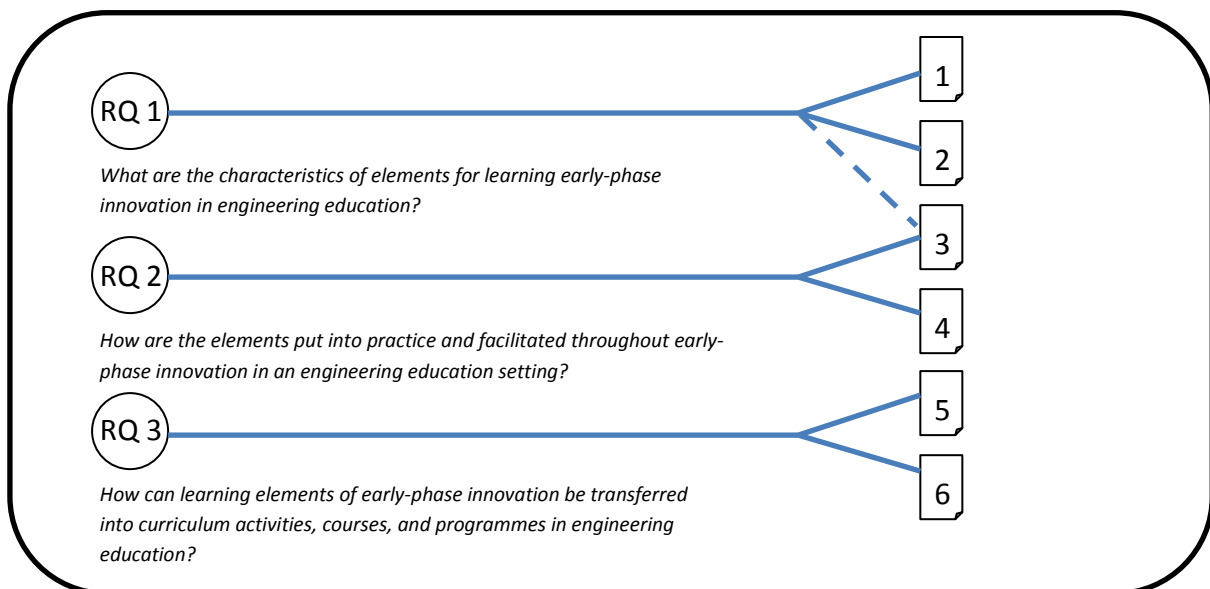 1
RQ 1
2
What are the characteristics of elements for learning early-phase
innovation in engineering education?
3
RQ 2
4
How are the elements put into practice and facilitated throughout early-
phase innovation in an engineering education setting?
5
RQ 3
6
How can learning elements of early-phase innovation be transferred
into curriculum activities, courses, and programmes in engineering
education?